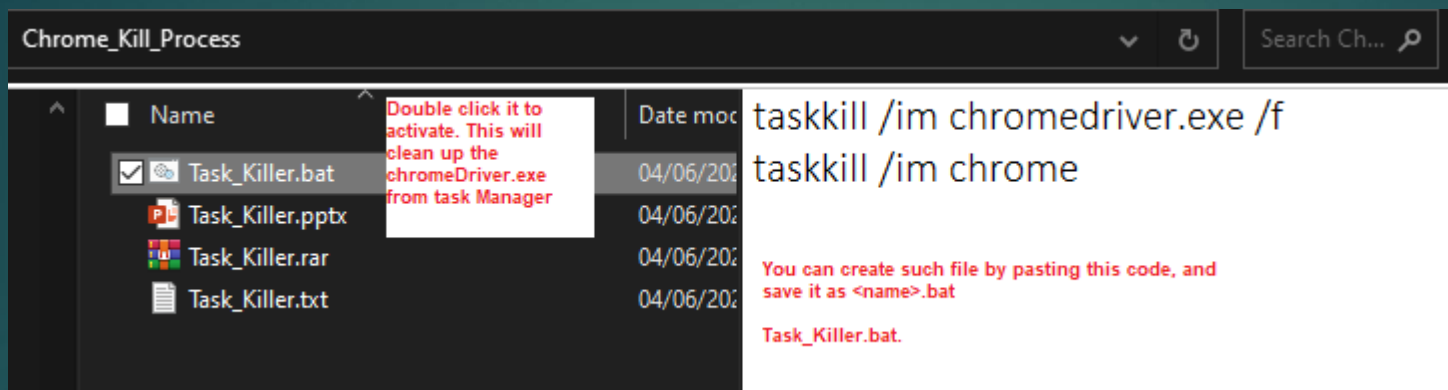 Chrome_Kill_Process
Search Ch...
Name
Date mod
Double click it to
activate. This will
clean up the
chromeDriver.exe
from task Manager
Task_Killer.bat
04/06/202
Task_Killer.pptx
04/06/202
Task_Killer.rar
04/06/202
Task_Killer.txt
04/06/202
taskkill /im chromedriver.exe /f
taskkill /im chrome
You can create such file by pasting this code, and
save it as <name>.bat
Task_Killer.bat.